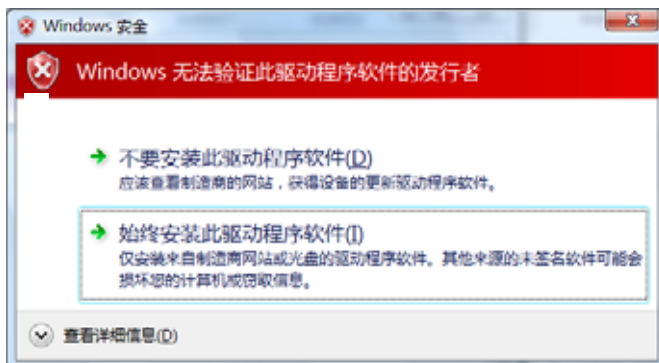 Windows 安全
Windows 无法验证此驱动程序软件的发行者
不要安装此驱动程序软件(D)
应该查看制造商的网站，获得设备的更新驱动程序软件。
始终安装此驱动程序软件(I)
仅安装来自制造商网站或光盘的驱动程序软件。其他来源的未签名软件可能会
损坏您的计算机或窃取信息。
查看详细信息(D)